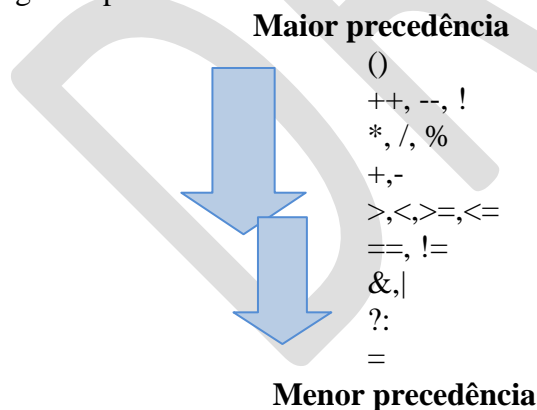 Maior precedência
()
++, --, !
*, /, %
+,-
>,<,>=,<=
==, !=
&,|
?:
=
Menor precedência